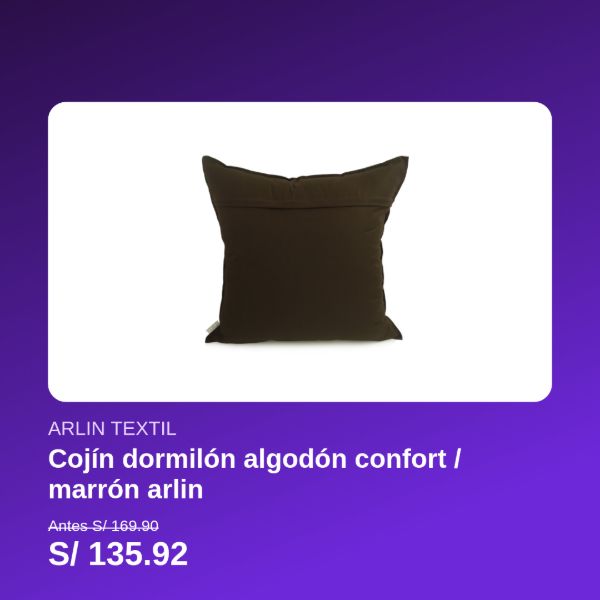 ARLIN TEXTIL
Cojín dormilón algodón confort /
marrón arlin
Antes S/ 169.90
S/ 135.92